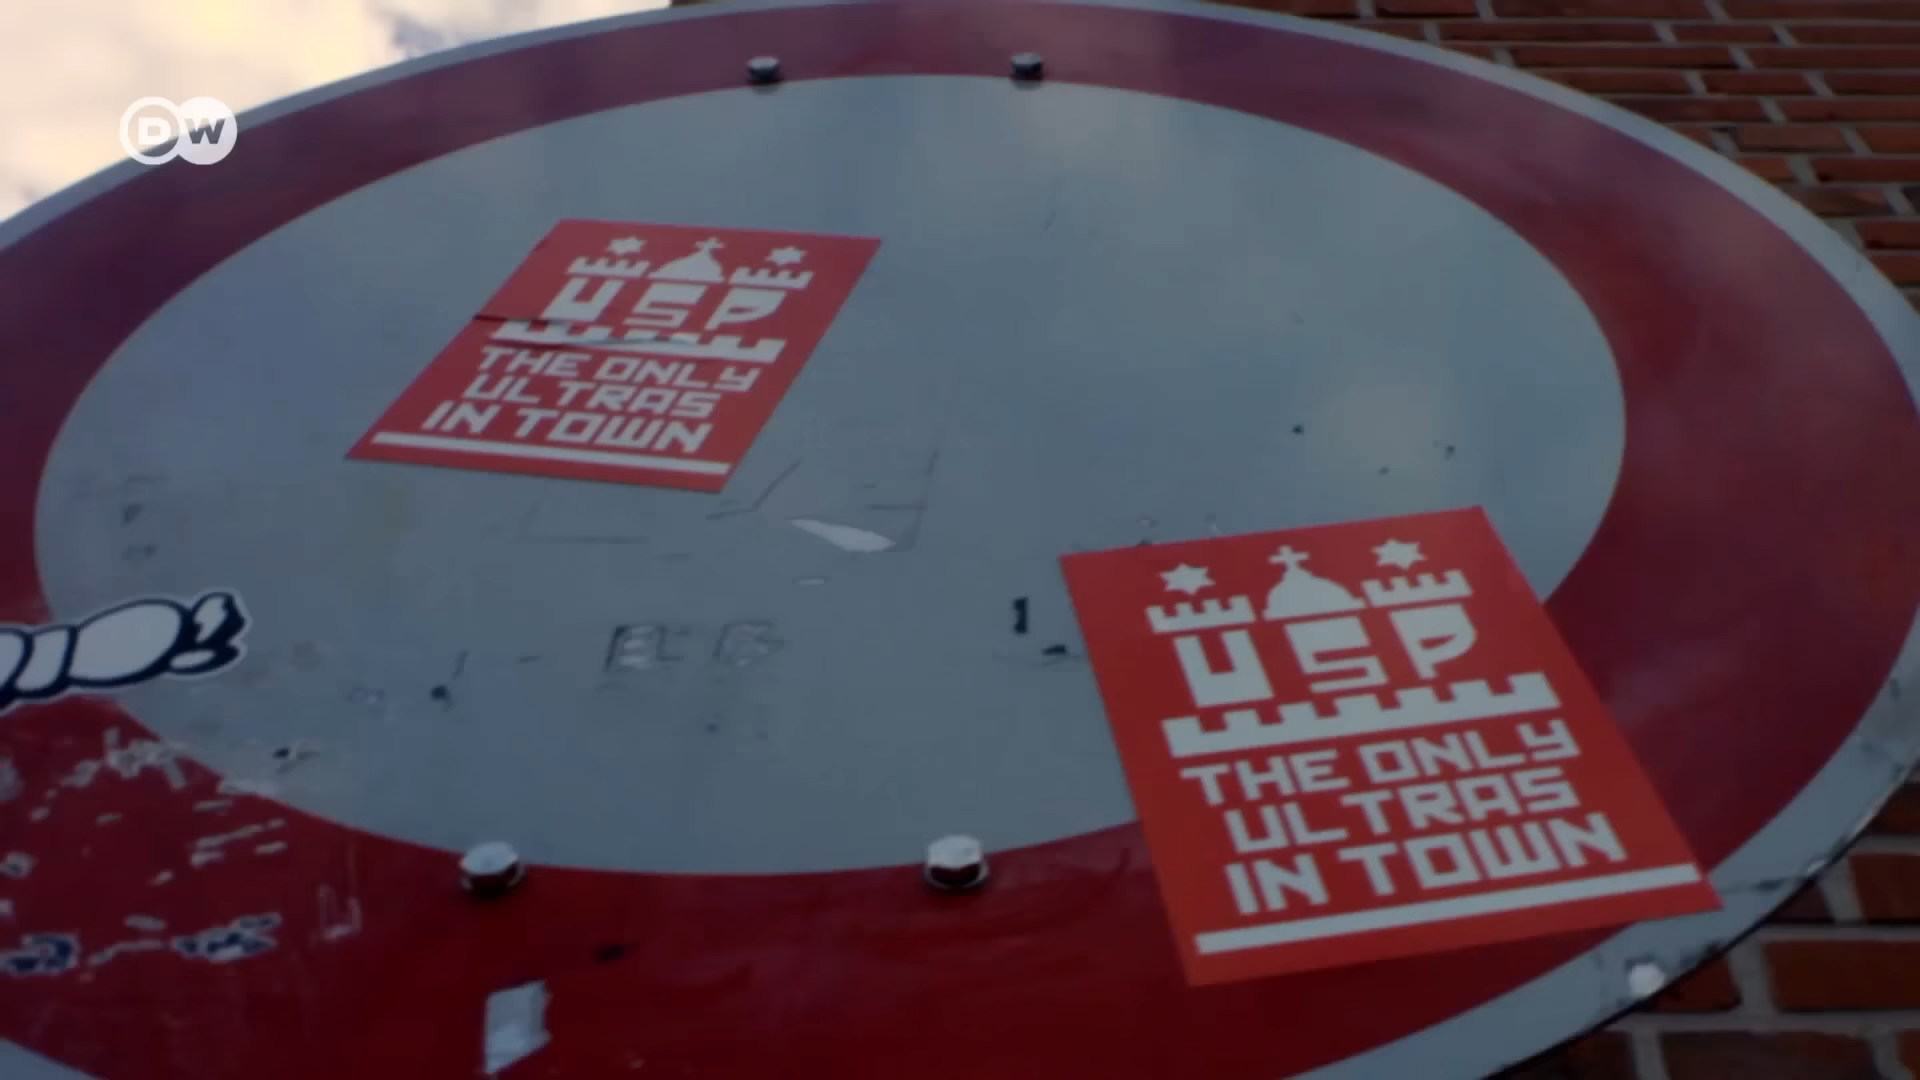 DW
USP
THE ONLY
ULTRAS
IN TOWN
USP
THE ONLY
ULTRAS
IN TOWN